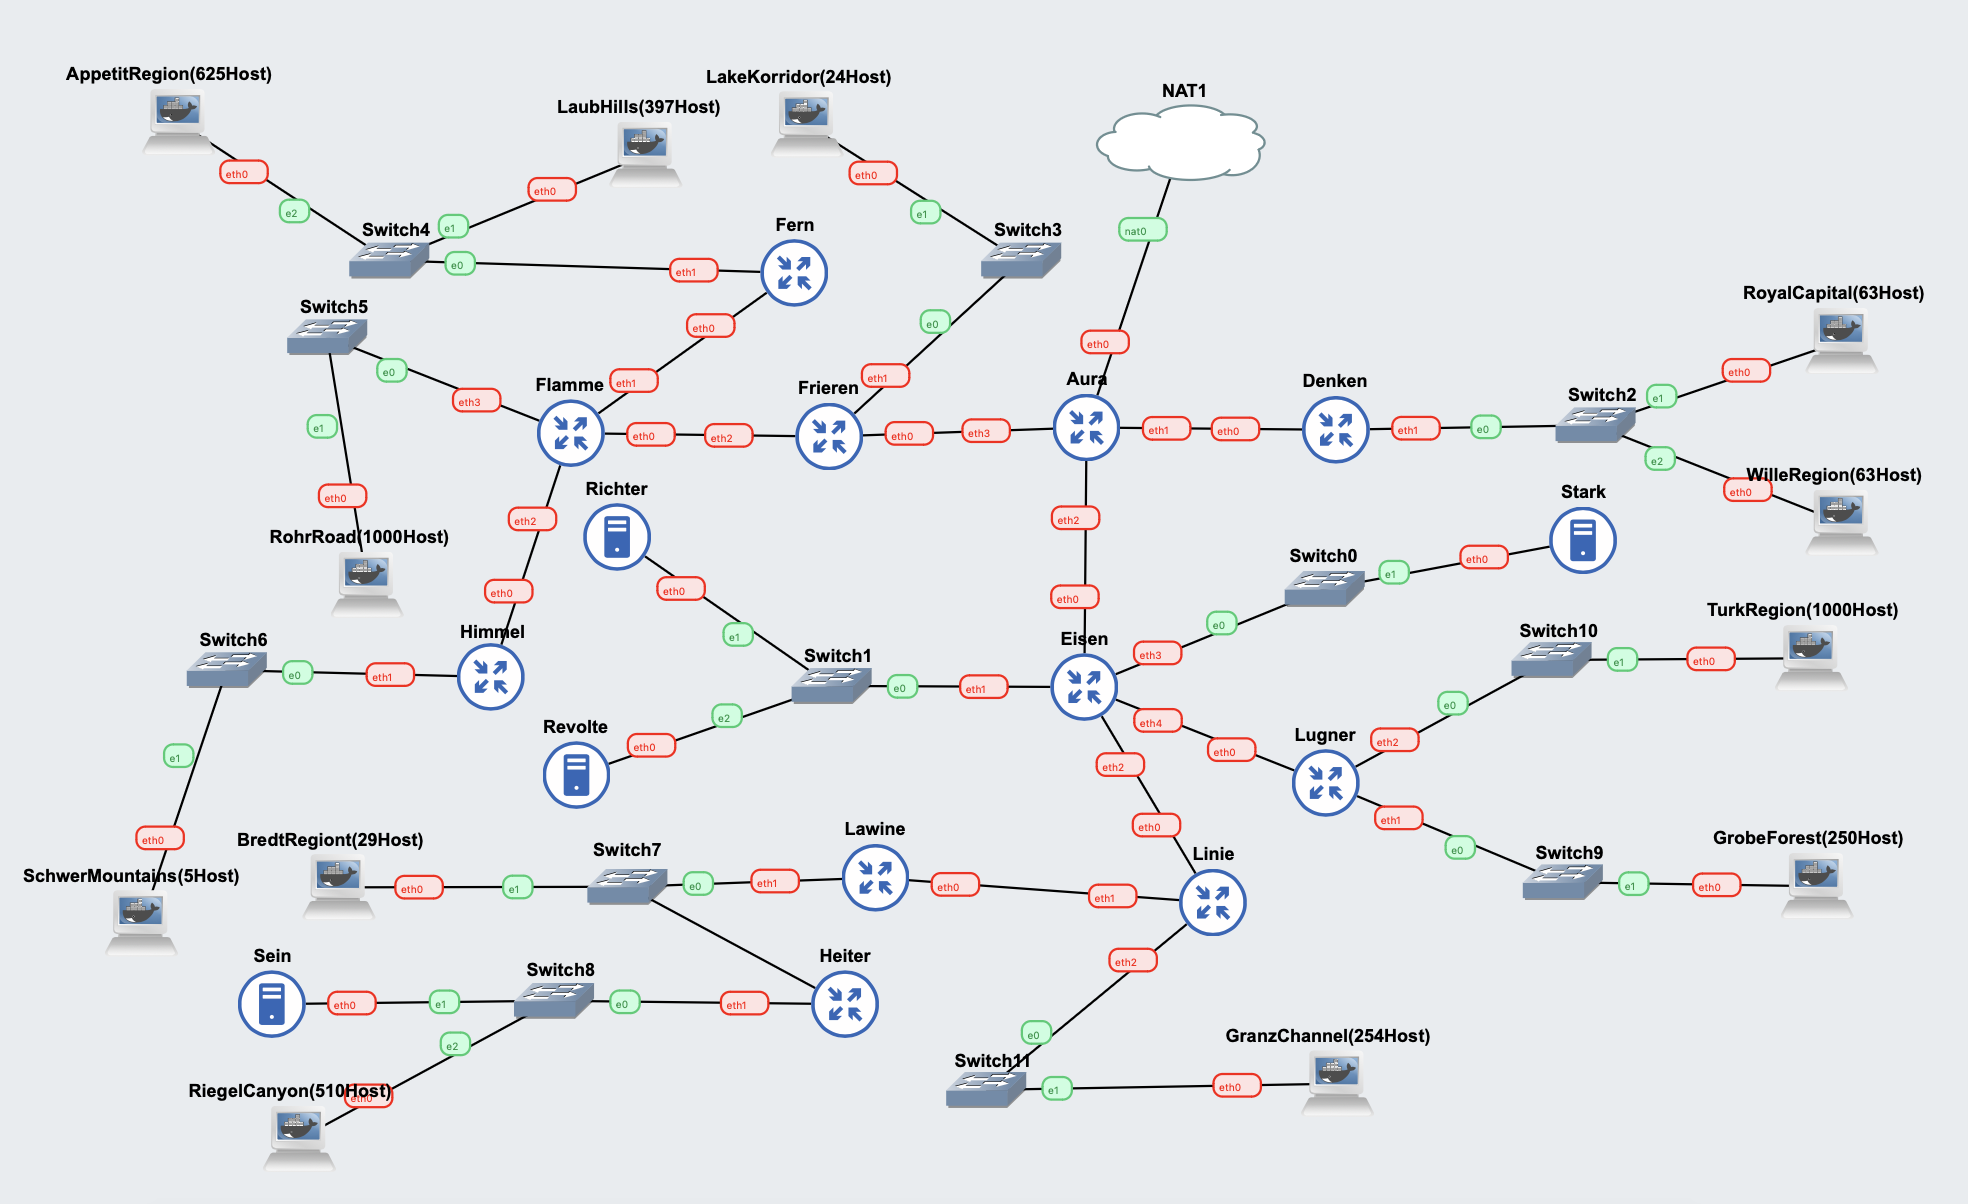 AppetitRegion(625Host)
LakeKorridor(24Host)
NAT1
LaubHills(397Host)
eth0
eth0
eth0
e2
e1
e1
nat0
Switch4
Fern
Switch3
e0
eth1
RoyalCapital(63Host)
Switch5
eth0
e0
eth0
e0
eth3
Flamme
eth1
Frieren
eth1
Aura
Denken
Switch2
e1
eth0
e1
eth0
eth2
eth0
eth3
eth1
eth0
eth1
e0
e2
WilleRegion(63Host)
eth0
eth0
Richter
Stark
RohrRoad(1000Host)
eth2
eth2
Switch0
e1
eth0
eth0
eth0
eth0
TurkRegion(1000Host)
Switch6
Himmel
e1
Eisen
eth3
e0
Switch10
e0
eth1
Switch1
e0
eth1
e1
eth0
Revolte
e2
eth0
eth4
eth0
Lugner
eth2
e0
e1
eth2
eth0
BredtRegiont(29Host)
Switch7
Lawine
eth0
Linie
eth1
e0
Switch9
GrobeForest(250Host)
SchwerMountains(5Host)
eth0
e1
e0
eth1
eth0
eth1
e1
eth0
Sein
Switch8
Heiter
eth2
eth0
e1
e0
eth1
e2
e0
GranzChannel(254Host)
Switch11
RiegelCanyon(510Host)
eth0
e1
eth0